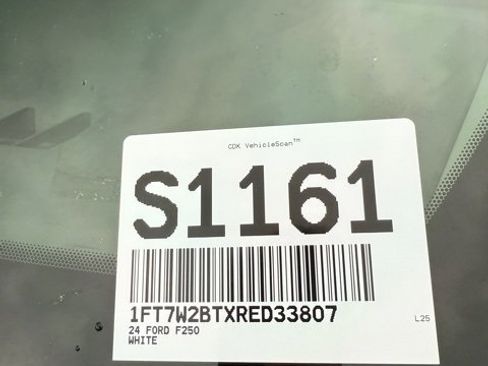 CDK VehicleScan™
S1161
1FT7W2BTXRED33807
24 FORD F250
WHITE
L25